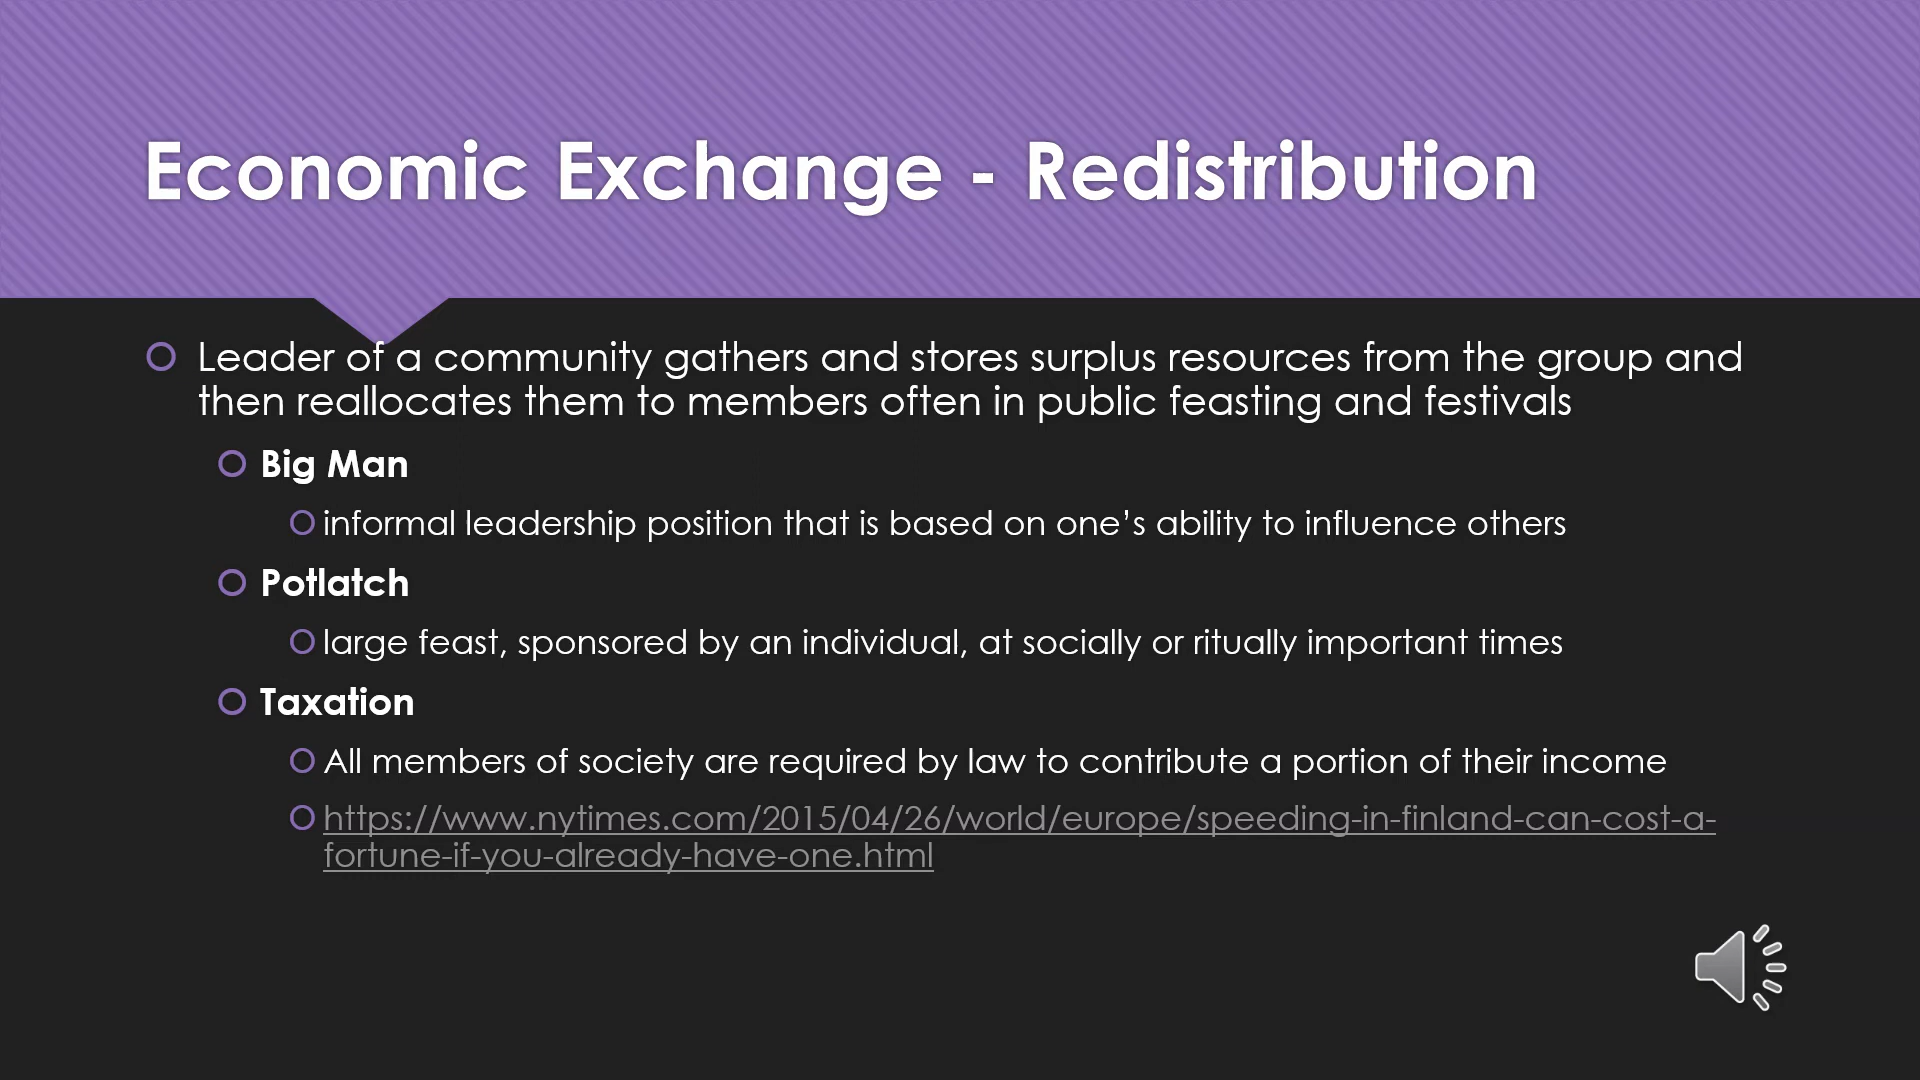 Economic Exchange - Redistribution
Leader of a community gathers and stores surplus resources from the group and
then reallocates them to members often in public feasting and festivals
Big Man
informal leadership position that is based on one’s ability to influence others
Potlatch
large feast, sponsored by an individual, at socially or ritually important times
Taxation
All members of society are required by law to contribute a portion of their income
https://www.nytimes.com/2015/04/26/world/europe/speeding-in-finland-can-cost-a-
fortune-if-you-already-have-one.html